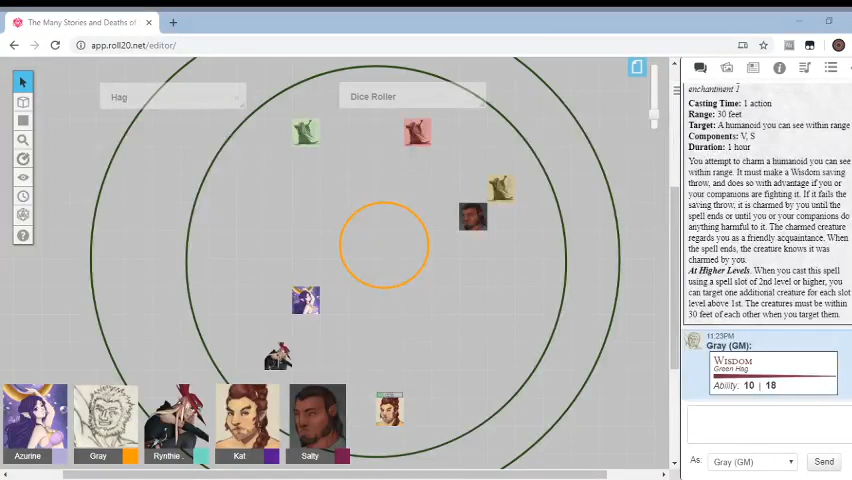 The Many Stories and Deaths of
app.roll20.net/editor/
Hag
Dice Roller
enchantment 1
Casting Time: 1 action
Range: 30 feet
Target: A humanoid you can see within range
Components: V, S
Duration: 1 hour
You attempt to charm a humanoid you can see
within range. It must make a Wisdom saving
throw, and does so with advantage if you or
your companions are fighting it. If it fails the
saving throw, it is charmed by you until the
spell ends or until you or your companions do
anything harmful to it. The charmed creature
regards you as a friendly acquaintance. When
the spell ends, the creature knows it was
charmed by you.
At Higher Levels. When you cast this spell
using a spell slot of 2nd level or higher, you
can target one additional creature for each slot
level above 1st. The creatures must be within
30 feet of each other when you target them.
11:23PM
Gray (GM):
WISDOM
Green Hag
Ability: 10 | 18
Azurine
Gray
Rynthie .
Kat
Salty
As:
Gray (GM)
Send